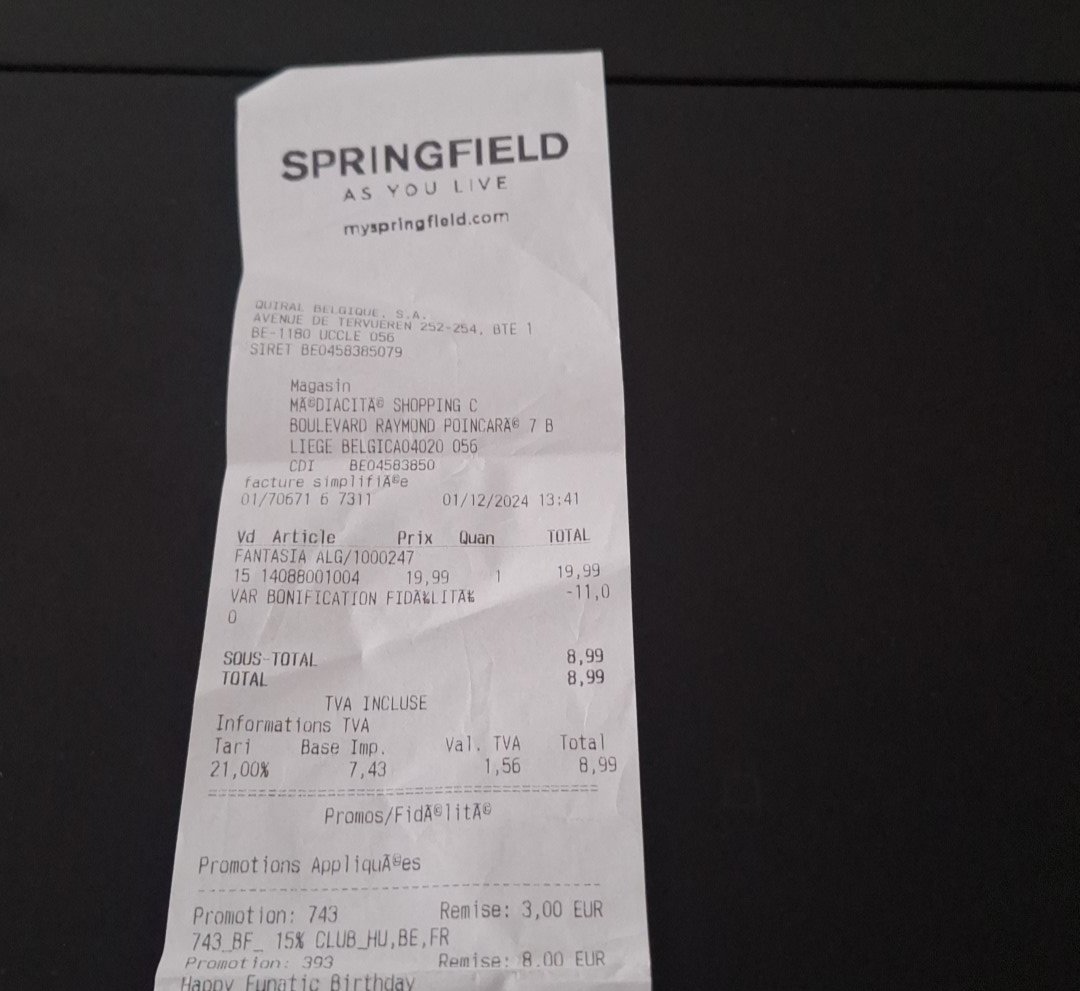 SPRINGFIELD
AS YOU LIVE
myspringfield.com
QUIRAL BELGIQUE, S.A.
AVENUE DE TERVUEREN 252-254, BTE 1
BE-1180 UCCLE 056
SIRET BE0458385079
Magasin
MÃ©DIACITÃ© SHOPPING C
BOULEVARD RAYMOND POINCARÃ© 7 B
LIEGE BELGICA04020 056
CDI BE04583850
facture simplifiÃ©e
01/70671 6 7311 01/12/2024 13:41
Vd Article Prix Quan TOTAL
FANTASIA ALG/1000247
15 14088001004 19,99 1 19,99
VAR BONIFICATION FIDÃ‰LITÃ‰ -11,0
0
SOUS-TOTAL 8,99
TOTAL 8,99
TVA INCLUSE
Informations TVA
Tari Base Imp. Val. TVA Total
21,00% 7,43 1,56 8,99
Promos/FidÃ©litÃ©
Promotions AppliquÃ©es
Promotion: 743 Remise: 3,00 EUR
743_BF_ 15% CLUB_HU,BE,FR
Promotion: 393 Remise: 8.00 EUR
Happy Funatic Birthday